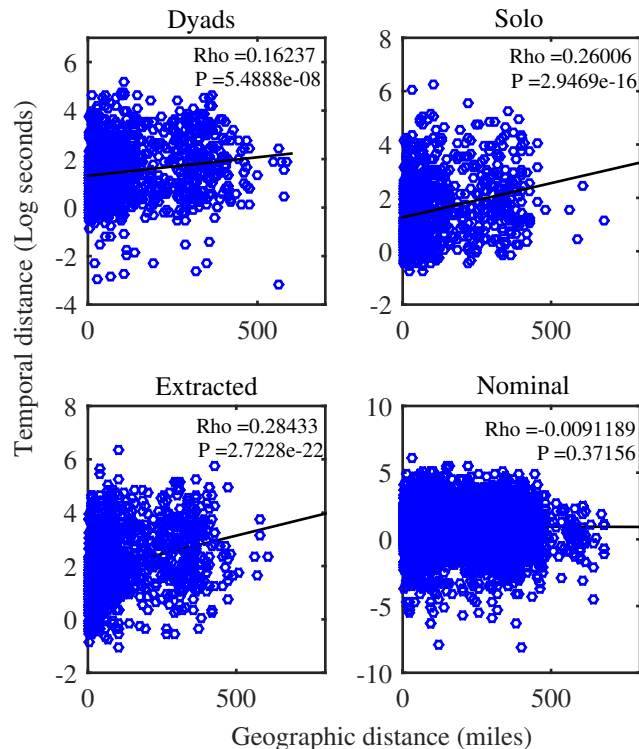 Dyads
Rho =0.16237
P =5.4888e-08
6
4
2
0
-2
-4
0
500
Solo
Rho =0.26006
P =2.9469e-16
8
6
4
2
0
-2
0
500
Extracted
Rho =0.28433
P =2.7228e-22
8
6
4
2
0
-2
0
500
Nominal
Rho =-0.0091189
P =0.37156
10
5
0
-5
-10
0
500
Temporal distance (Log seconds)
Geographic distance (miles)